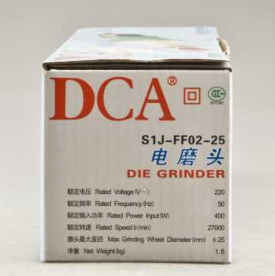 DCA®
S1J-FF02-25
电磨头
DIE GRINDER
额定电压 Rated Voltage(V~) 220
额定频率 Rated Frequency(Hz) 50
额定输入功率 Rated Power Input(W) 400
额定转速 Rated Speed(r/min) 27000
磨头最大直径 Max Grinding Wheel Diameter(mm) ¢25
净重 Net Weight(kg) 1.8